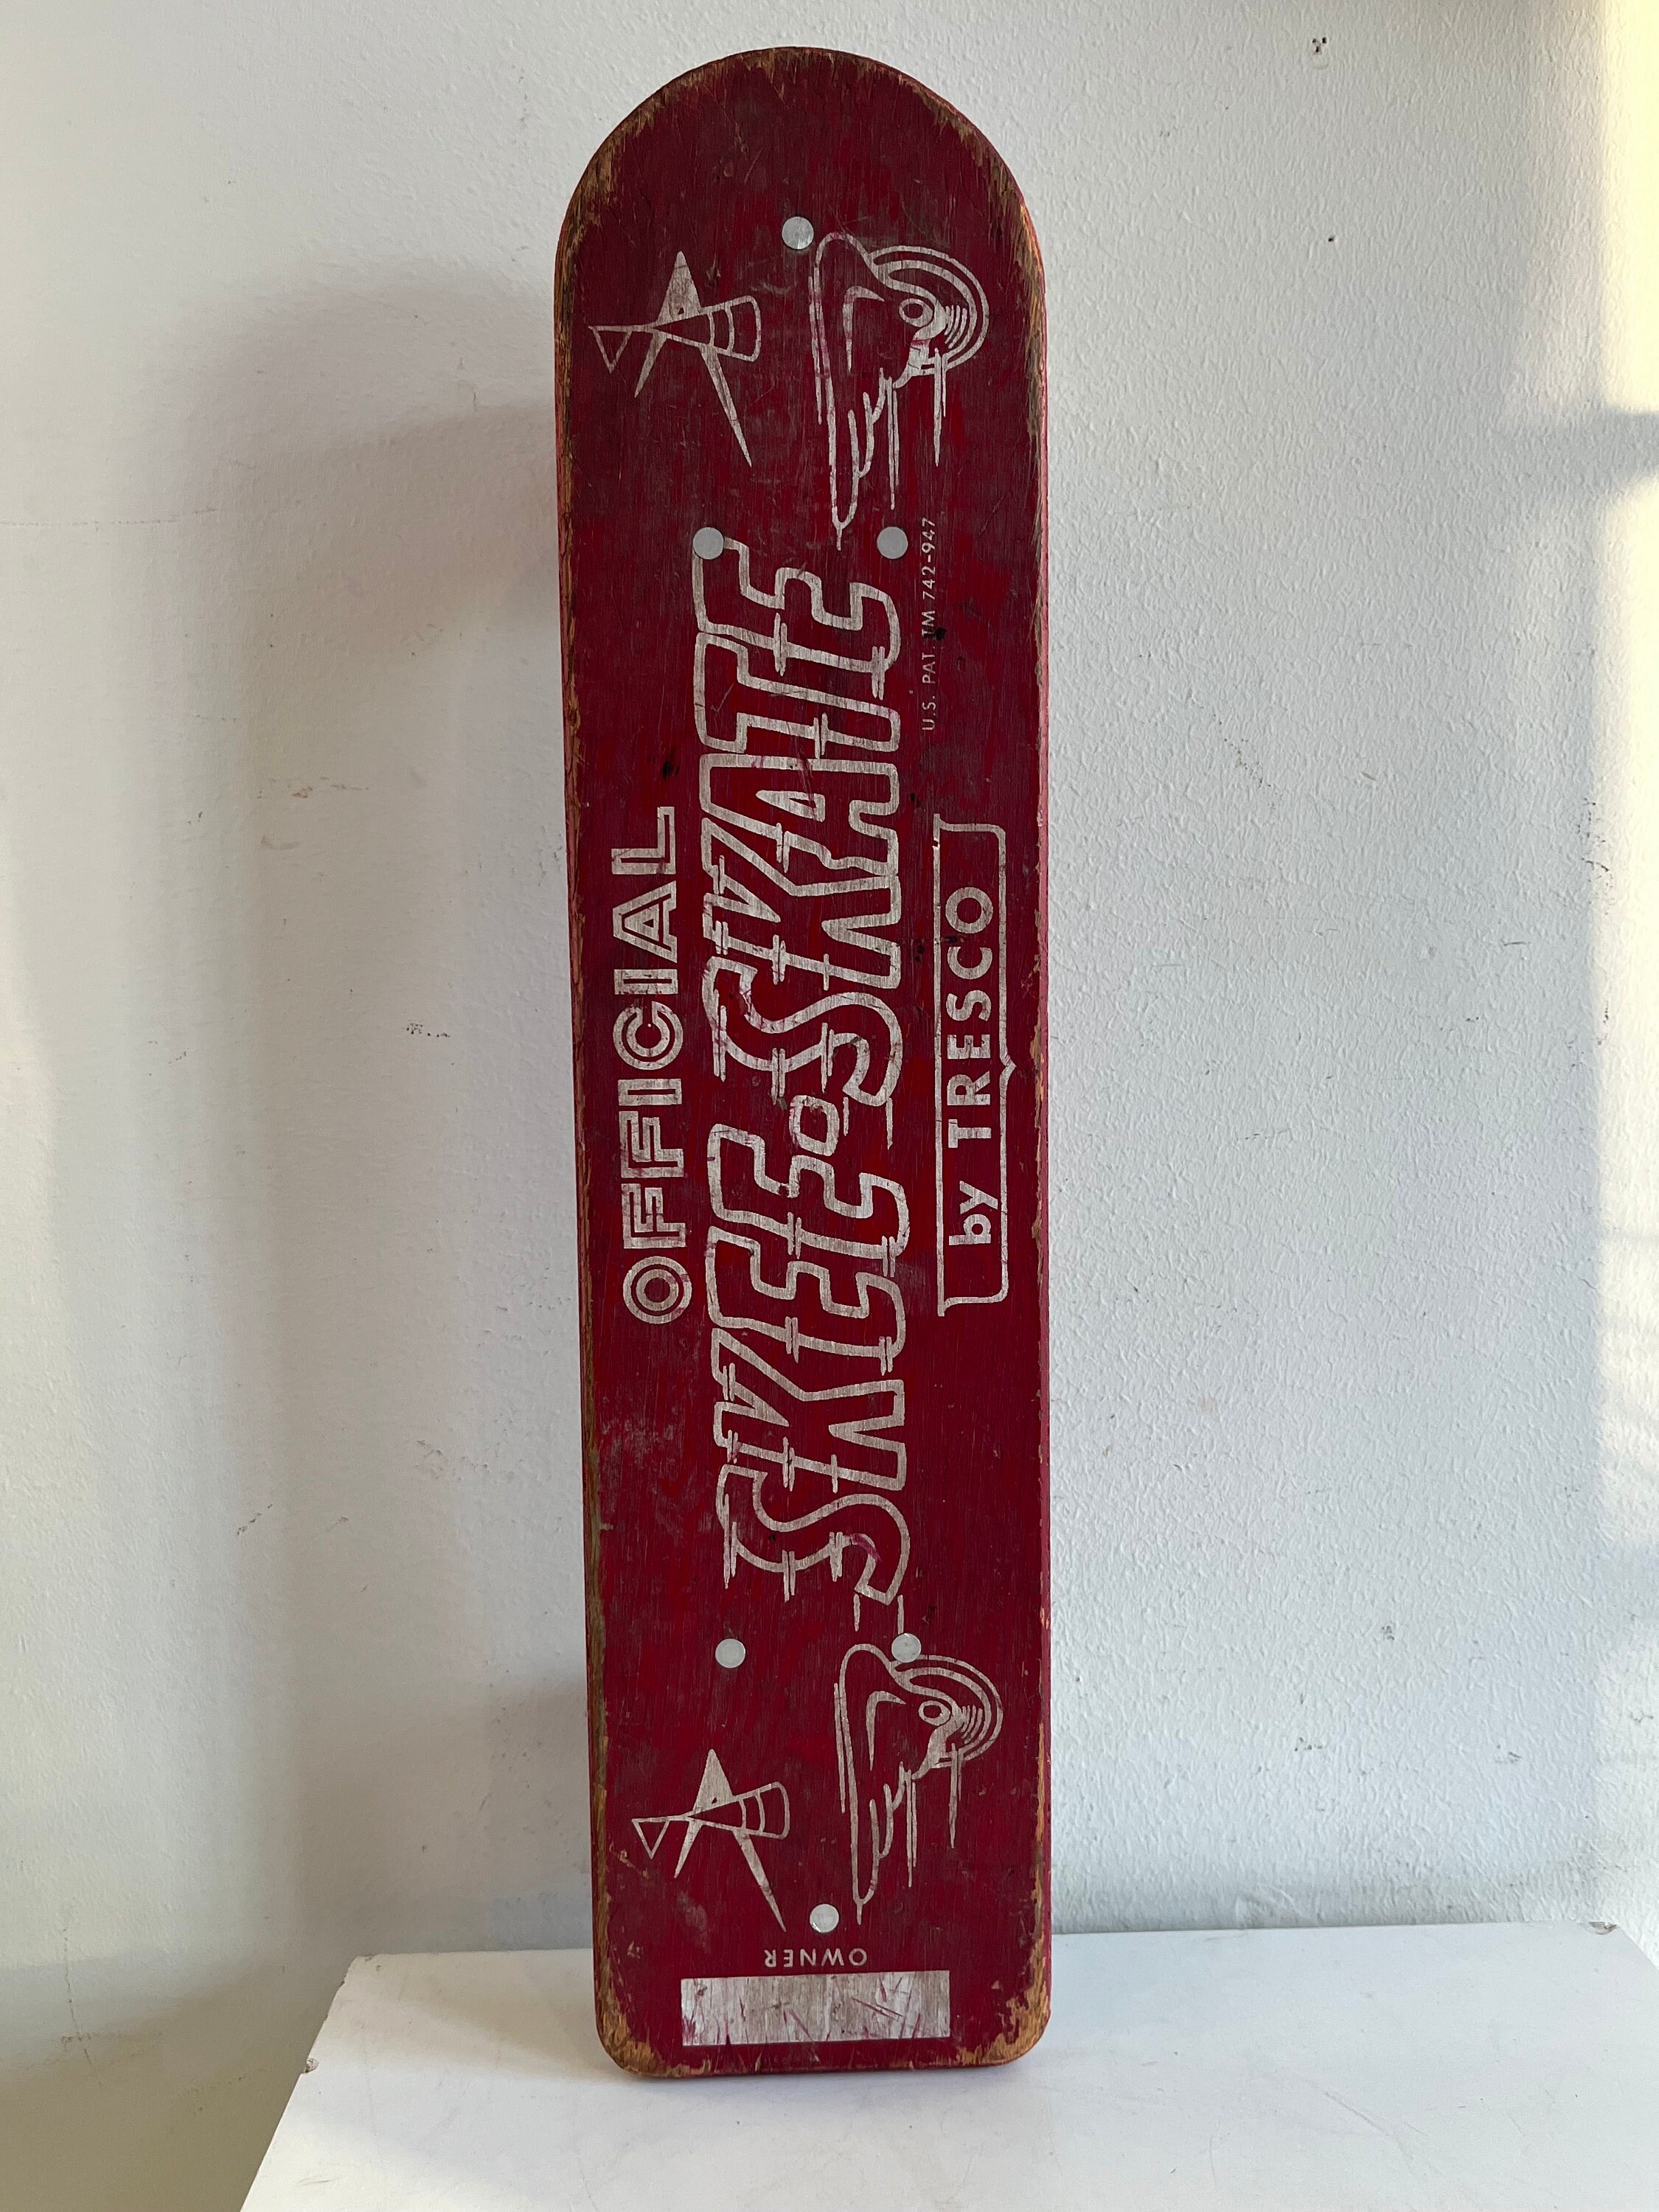 OFFICIAL
SKEE • SKATE
U.S. PAT. TM 742-947
by TRESCO
OWNER